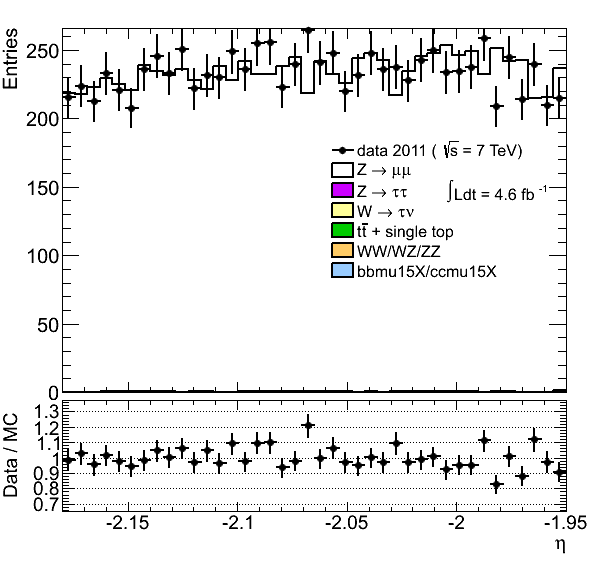 Entries
250
200
150
100
50
0
data 2011 ( √s = 7 TeV)
Z → μμ
Z → ττ
∫Ldt = 4.6 fb⁻¹
W → τν
tt̅ + single top
WW/WZ/ZZ
bbmu15X/ccmu15X
Data / MC
1.3
1.2
1.1
1
0.9
0.8
0.7
-2.15 -2.1 -2.05 -2 -1.95
η